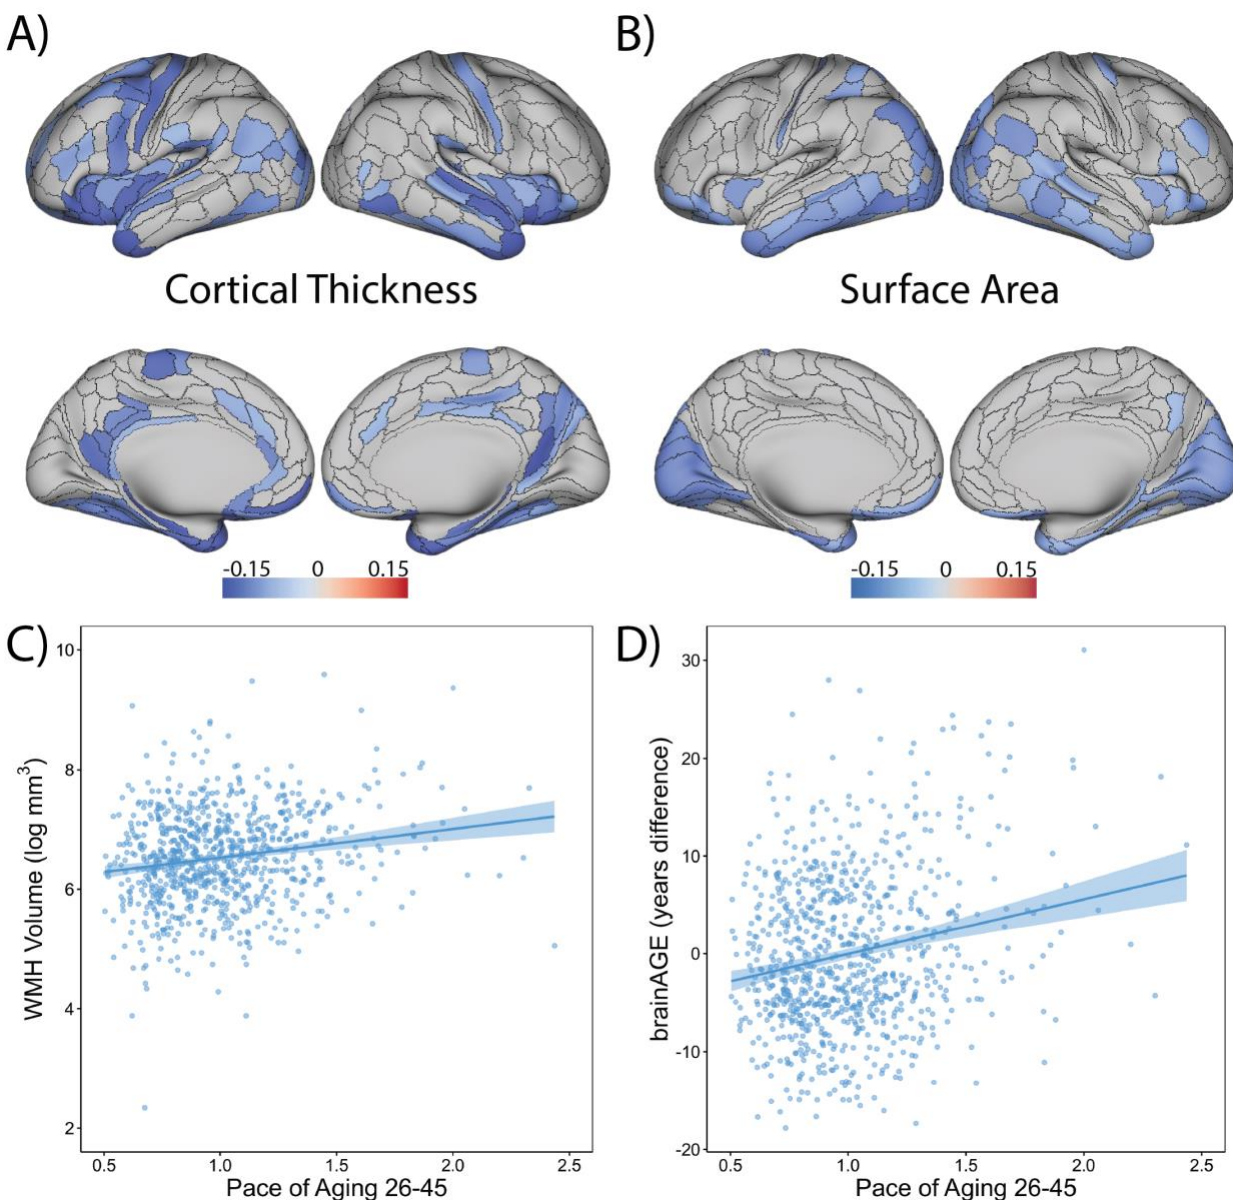 A)
B)
Cortical Thickness
Surface Area
-0.15 0 0.15
-0.15 0 0.15
C)
10
8
6
4
2
WMH Volume (log mm³)
0.5 1.0 1.5 2.0 2.5
Pace of Aging 26-45
D)
30
20
10
0
-10
-20
brainAGE (years difference)
0.5 1.0 1.5 2.0 2.5
Pace of Aging 26-45